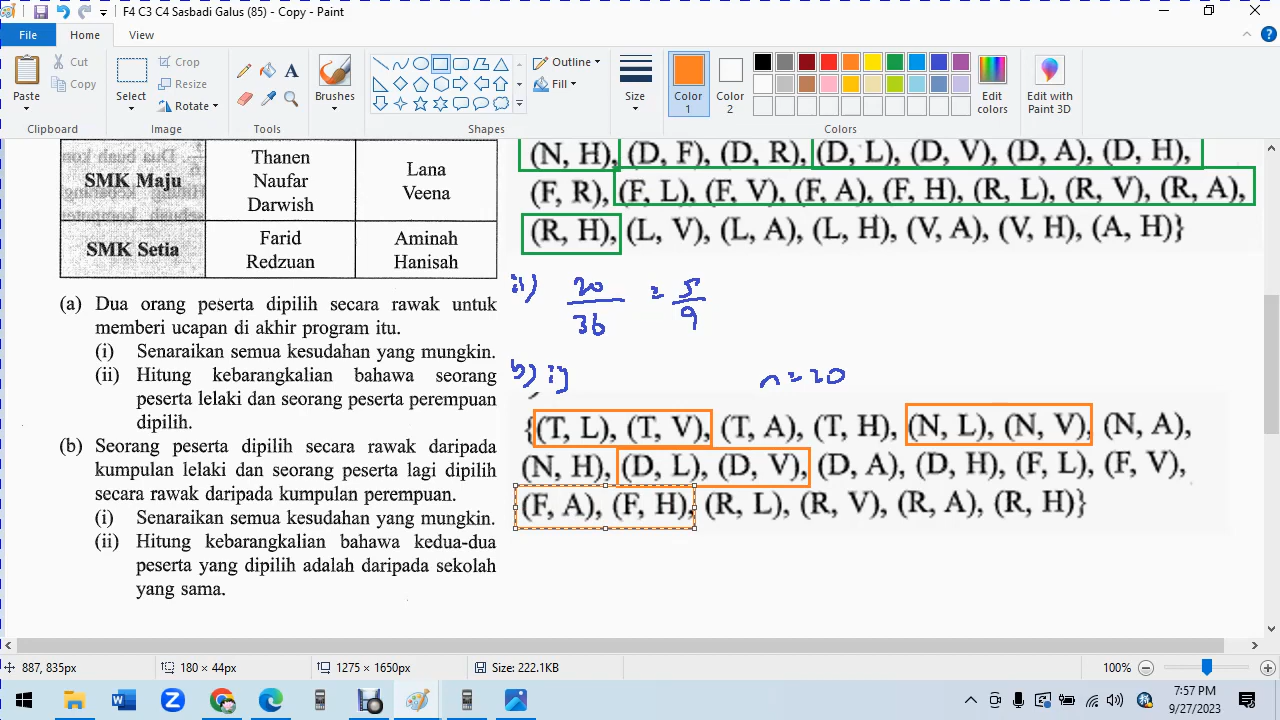 F4 C3 C4 Sasbadi Galus (85) - Copy - Paint
File Home View
Paste
Cut
Copy
Clipboard
Select
Crop
Resize
Rotate
Image
A
Tools
Brushes
Outline
Fill
Shapes
Size
Color 1
Color 2
Colors
Edit colors
Edit with Paint 3D
SMK Maju
Thanen
Naufar
Darwish
Lana
Veena
SMK Setia
Farid
Redzuan
Aminah
Hanisah
(a) Dua orang peserta dipilih secara rawak untuk
memberi ucapan di akhir program itu.
(i) Senaraikan semua kesudahan yang mungkin.
(ii) Hitung kebarangkalian bahawa seorang
peserta lelaki dan seorang peserta perempuan
dipilih.
(b) Seorang peserta dipilih secara rawak daripada
kumpulan lelaki dan seorang peserta lagi dipilih
secara rawak daripada kumpulan perempuan.
(i) Senaraikan semua kesudahan yang mungkin.
(ii) Hitung kebarangkalian bahawa kedua-dua
peserta yang dipilih adalah daripada sekolah
yang sama.
(N, H), (D, F), (D, R), (D, L), (D, V), (D, A), (D, H),
(F, R), (F, L), (F, V), (F, A), (F, H), (R, L), (R, V), (R, A),
(R, H), (L, V), (L, A), (L, H), (V, A), (V, H), (A, H)}
ii) 20/36 = 5/9
b) i) n = 20
{(T, L), (T, V), (T, A), (T, H), (N, L), (N, V), (N, A),
(N, H), (D, L), (D, V), (D, A), (D, H), (F, L), (F, V),
(F, A), (F, H), (R, L), (R, V), (R, A), (R, H)}
887, 835px
180 × 44px
1275 × 1650px
Size: 222.1KB
100%
7:57 PM
9/27/2023